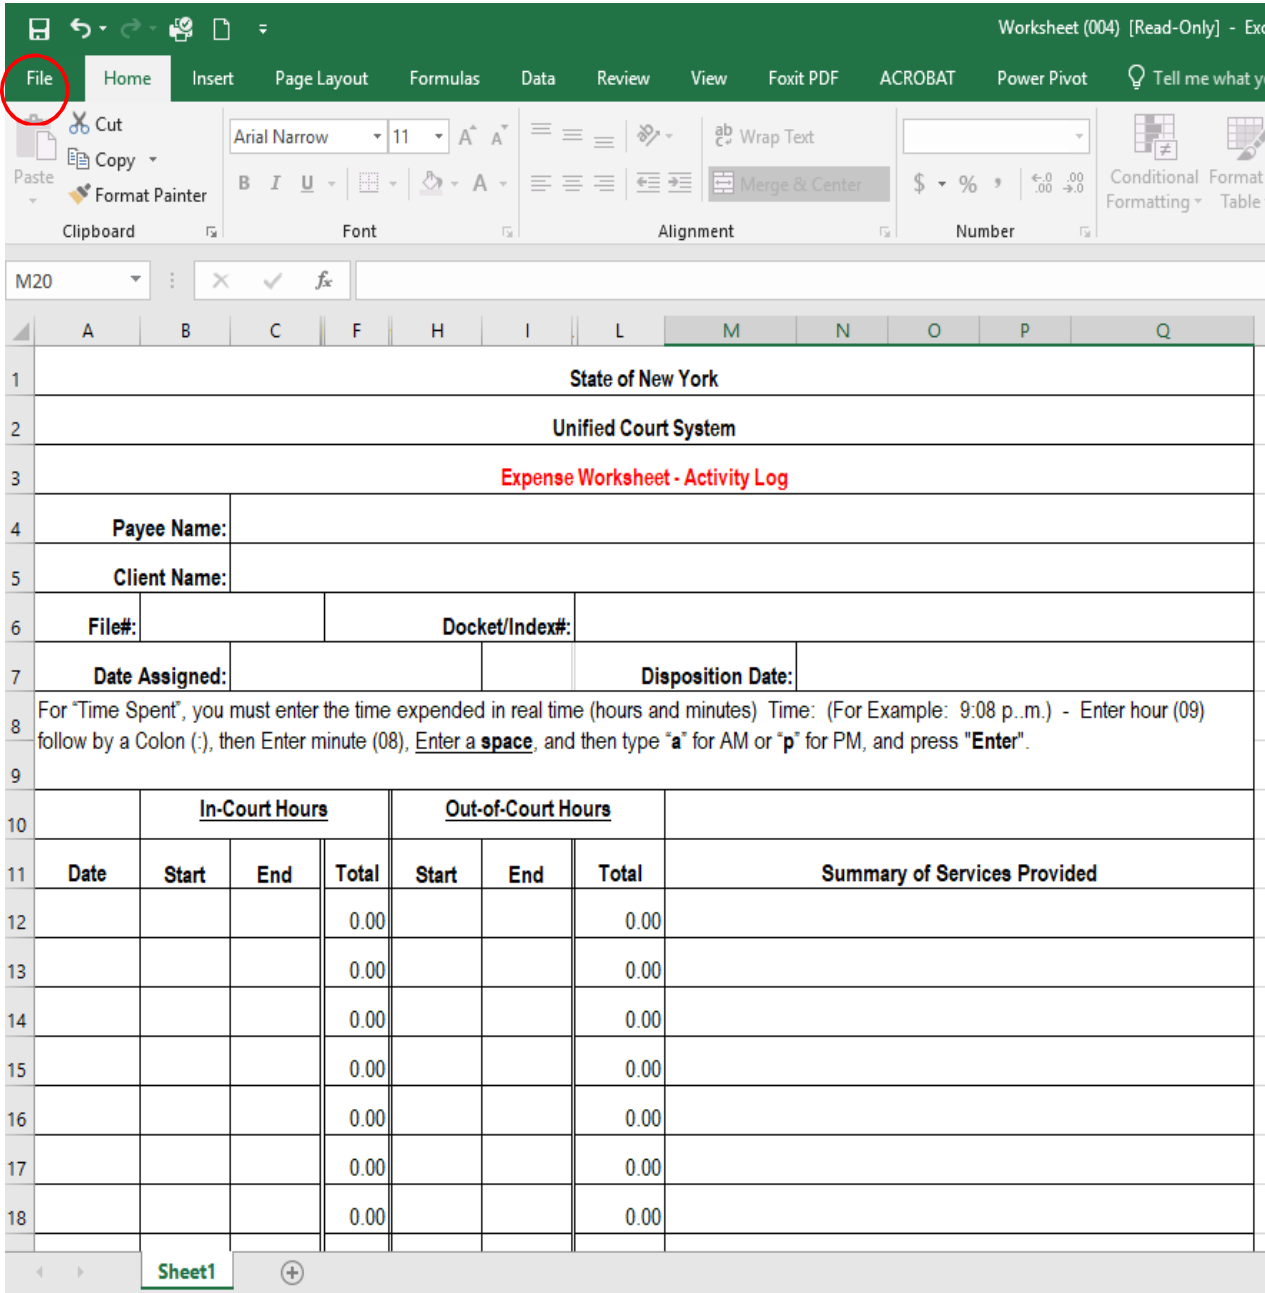 Worksheet (004) [Read-Only] - Exc
File Home Insert Page Layout Formulas Data Review View Foxit PDF ACROBAT Power Pivot Tell me what y
Cut
Copy
Format Painter
Paste
Clipboard
Arial Narrow 11 A A
B I U A
Font
ab Wrap Text
Merge & Center
Alignment
$ % , .0 .00 .00 .0
Number
Conditional Formatting
Format Table
M20 fx
A B C F H I L M N O P Q
1 State of New York
2 Unified Court System
3 Expense Worksheet - Activity Log
4 Payee Name:
5 Client Name:
6 File#: Docket/Index#:
7 Date Assigned: Disposition Date:
8 For “Time Spent”, you must enter the time expended in real time (hours and minutes) Time: (For Example: 9:08 p..m.) - Enter hour (09)
follow by a Colon (:), then Enter minute (08), Enter a space, and then type “a” for AM or “p” for PM, and press "Enter".
9
10 In-Court Hours Out-of-Court Hours
11 Date Start End Total Start End Total Summary of Services Provided
12 0.00 0.00
13 0.00 0.00
14 0.00 0.00
15 0.00 0.00
16 0.00 0.00
17 0.00 0.00
18 0.00 0.00
Sheet1